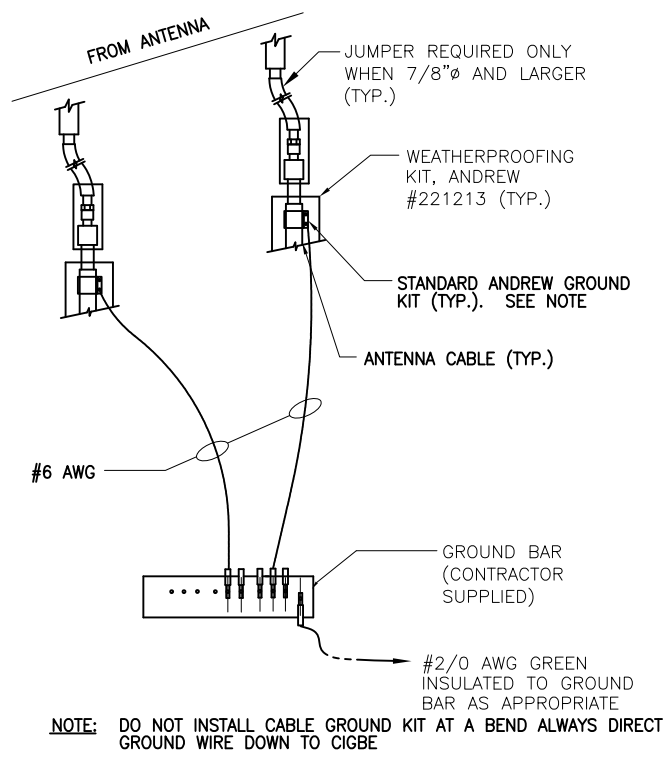 FROM ANTENNA
JUMPER REQUIRED ONLY
WHEN 7/8"ø AND LARGER
(TYP.)
WEATHERPROOFING
KIT, ANDREW
#221213 (TYP.)
STANDARD ANDREW GROUND
KIT (TYP.). SEE NOTE
ANTENNA CABLE (TYP.)
#6 AWG
GROUND BAR
(CONTRACTOR
SUPPLIED)
#2/0 AWG GREEN
INSULATED TO GROUND
BAR AS APPROPRIATE
NOTE: DO NOT INSTALL CABLE GROUND KIT AT A BEND ALWAYS DIRECT
GROUND WIRE DOWN TO CIGBE